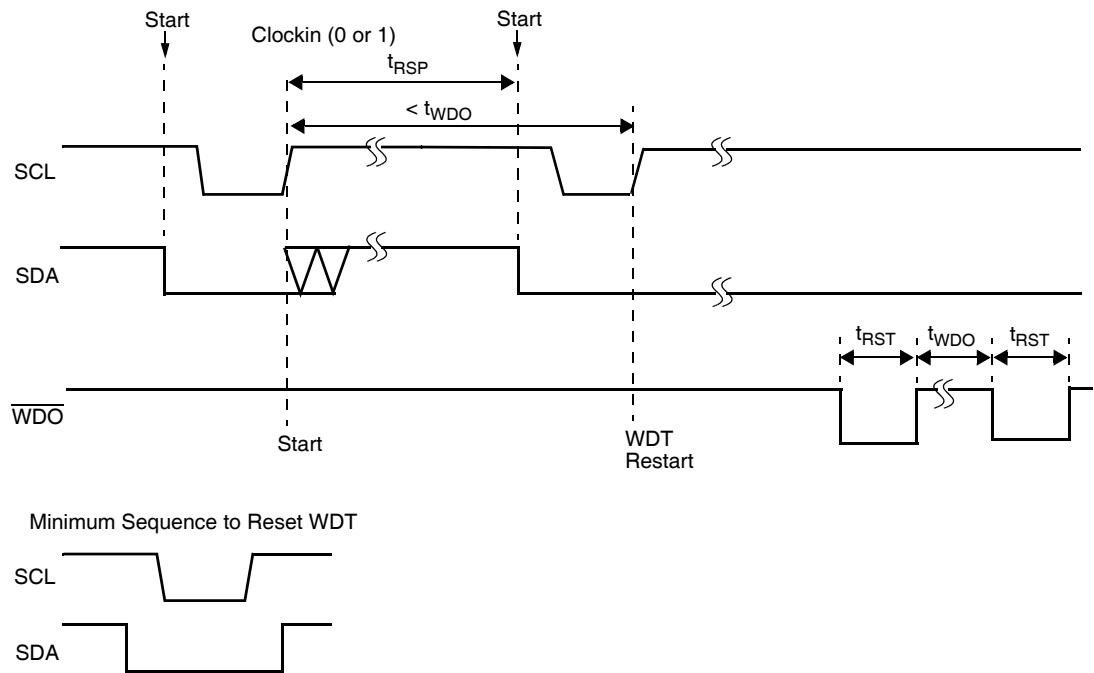 Start
Start
Clockin (0 or 1)
tRSP
< tWDO
SCL
SDA
tRST
tWDO
tRST
WDO
Start
WDT
Restart
Minimum Sequence to Reset WDT
SCL
SDA